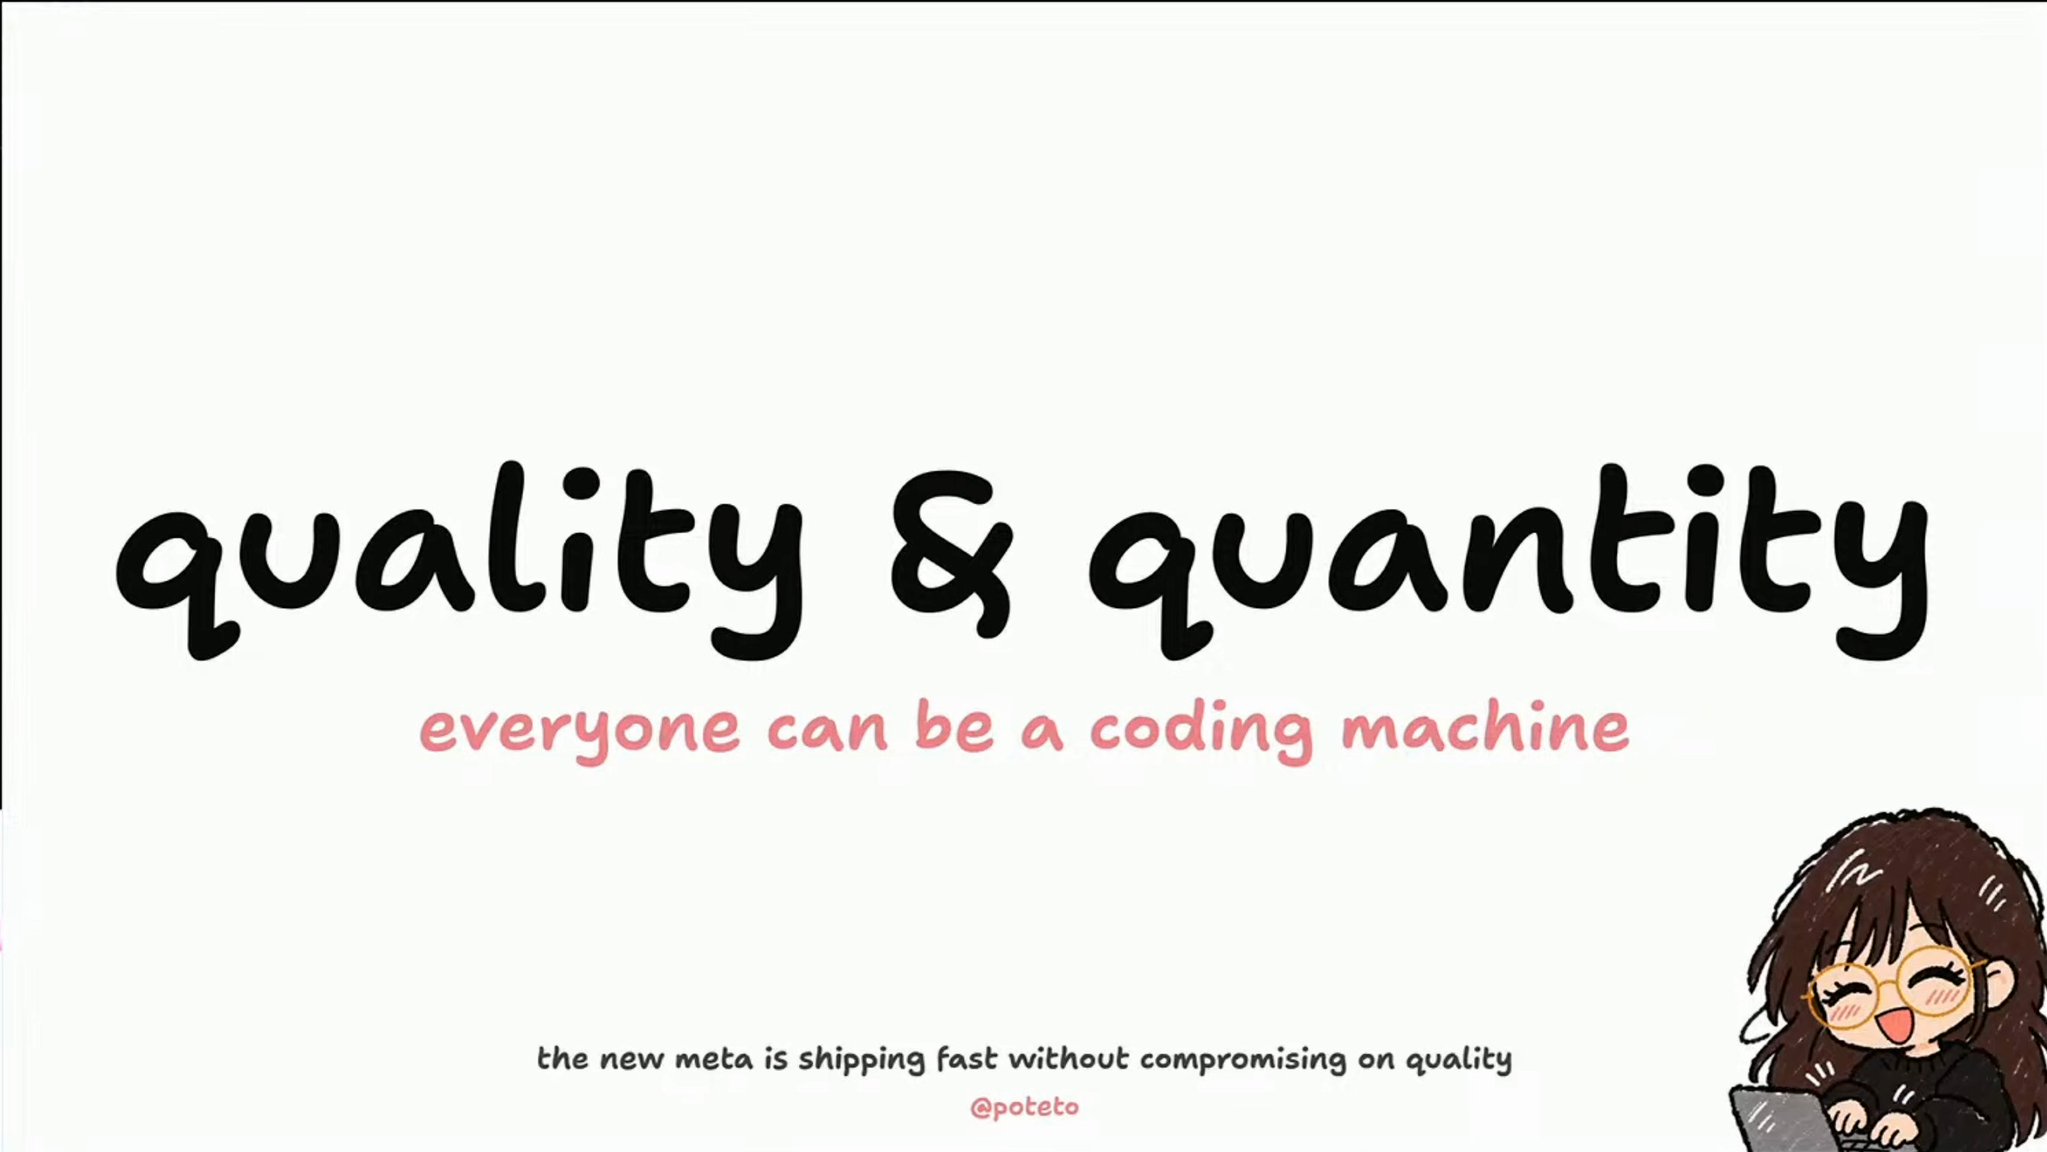 quality & quantity
everyone can be a coding machine
the new meta is shipping fast without compromising on quality
@poteto